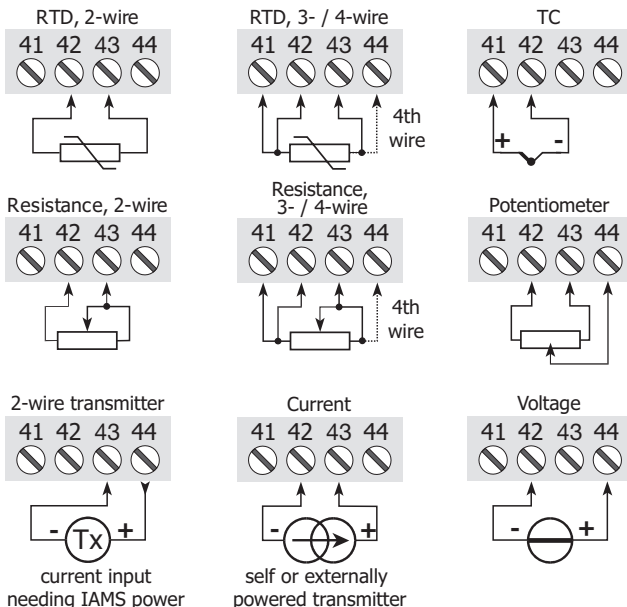 RTD, 2-wire
41 42 43 44
RTD, 3- / 4-wire
41 42 43 44
4th
wire
TC
41 42 43 44
+ -
Resistance, 2-wire
41 42 43 44
Resistance,
3- / 4-wire
41 42 43 44
4th
wire
Potentiometer
41 42 43 44
2-wire transmitter
41 42 43 44
- Tx +
current input
needing IAMS power
Current
41 42 43 44
- +
self or externally
powered transmitter
Voltage
41 42 43 44
- +